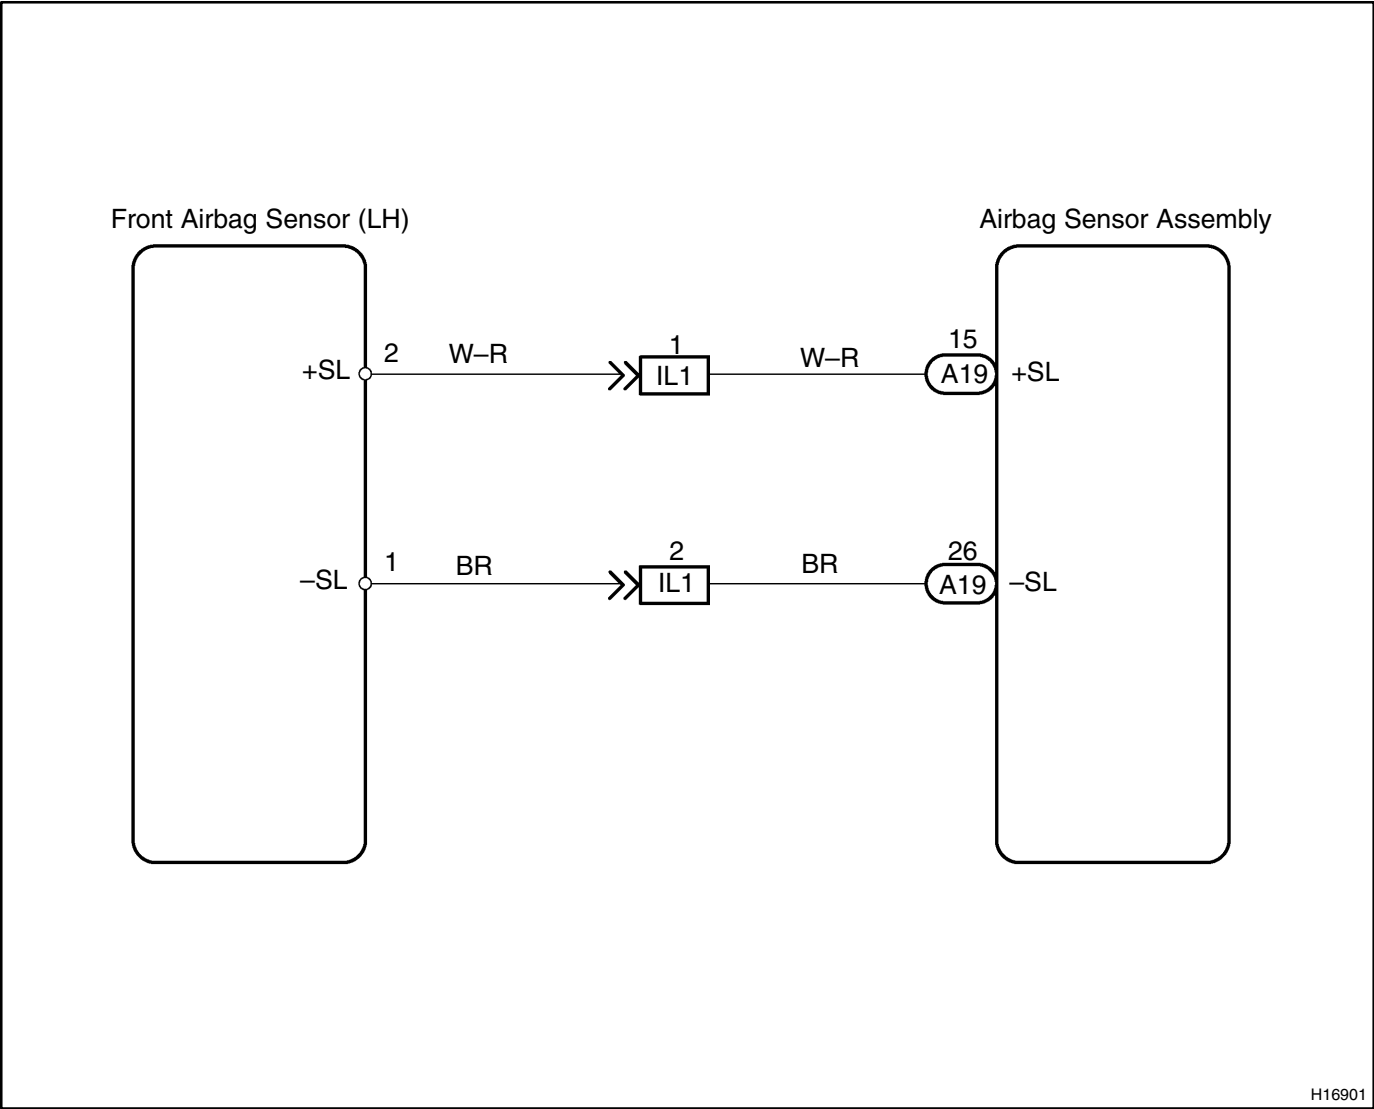 Front Airbag Sensor (LH)
Airbag Sensor Assembly
+SL
2
W–R
1
IL1
W–R
15
A19
+SL
–SL
1
BR
2
IL1
BR
26
A19
–SL
H16901